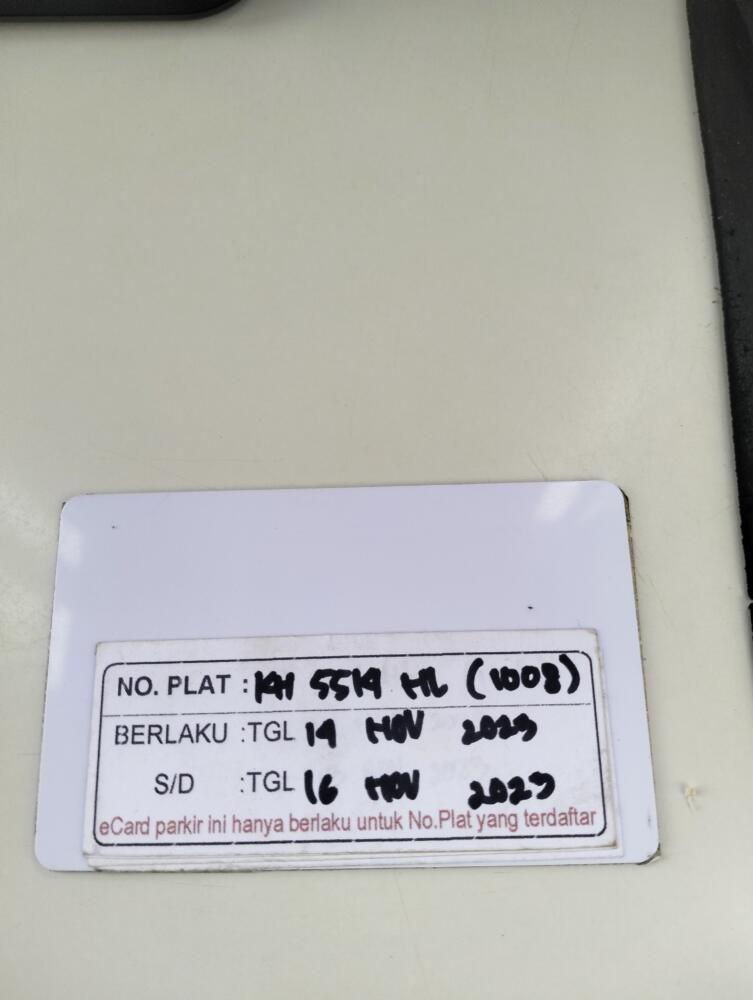 NO. PLAT : KH 5514 HL (1008)
BERLAKU : TGL 14 NOV 2023
S/D : TGL 16 NOV 2023
eCard parkir ini hanya berlaku untuk No.Plat yang terdaftar